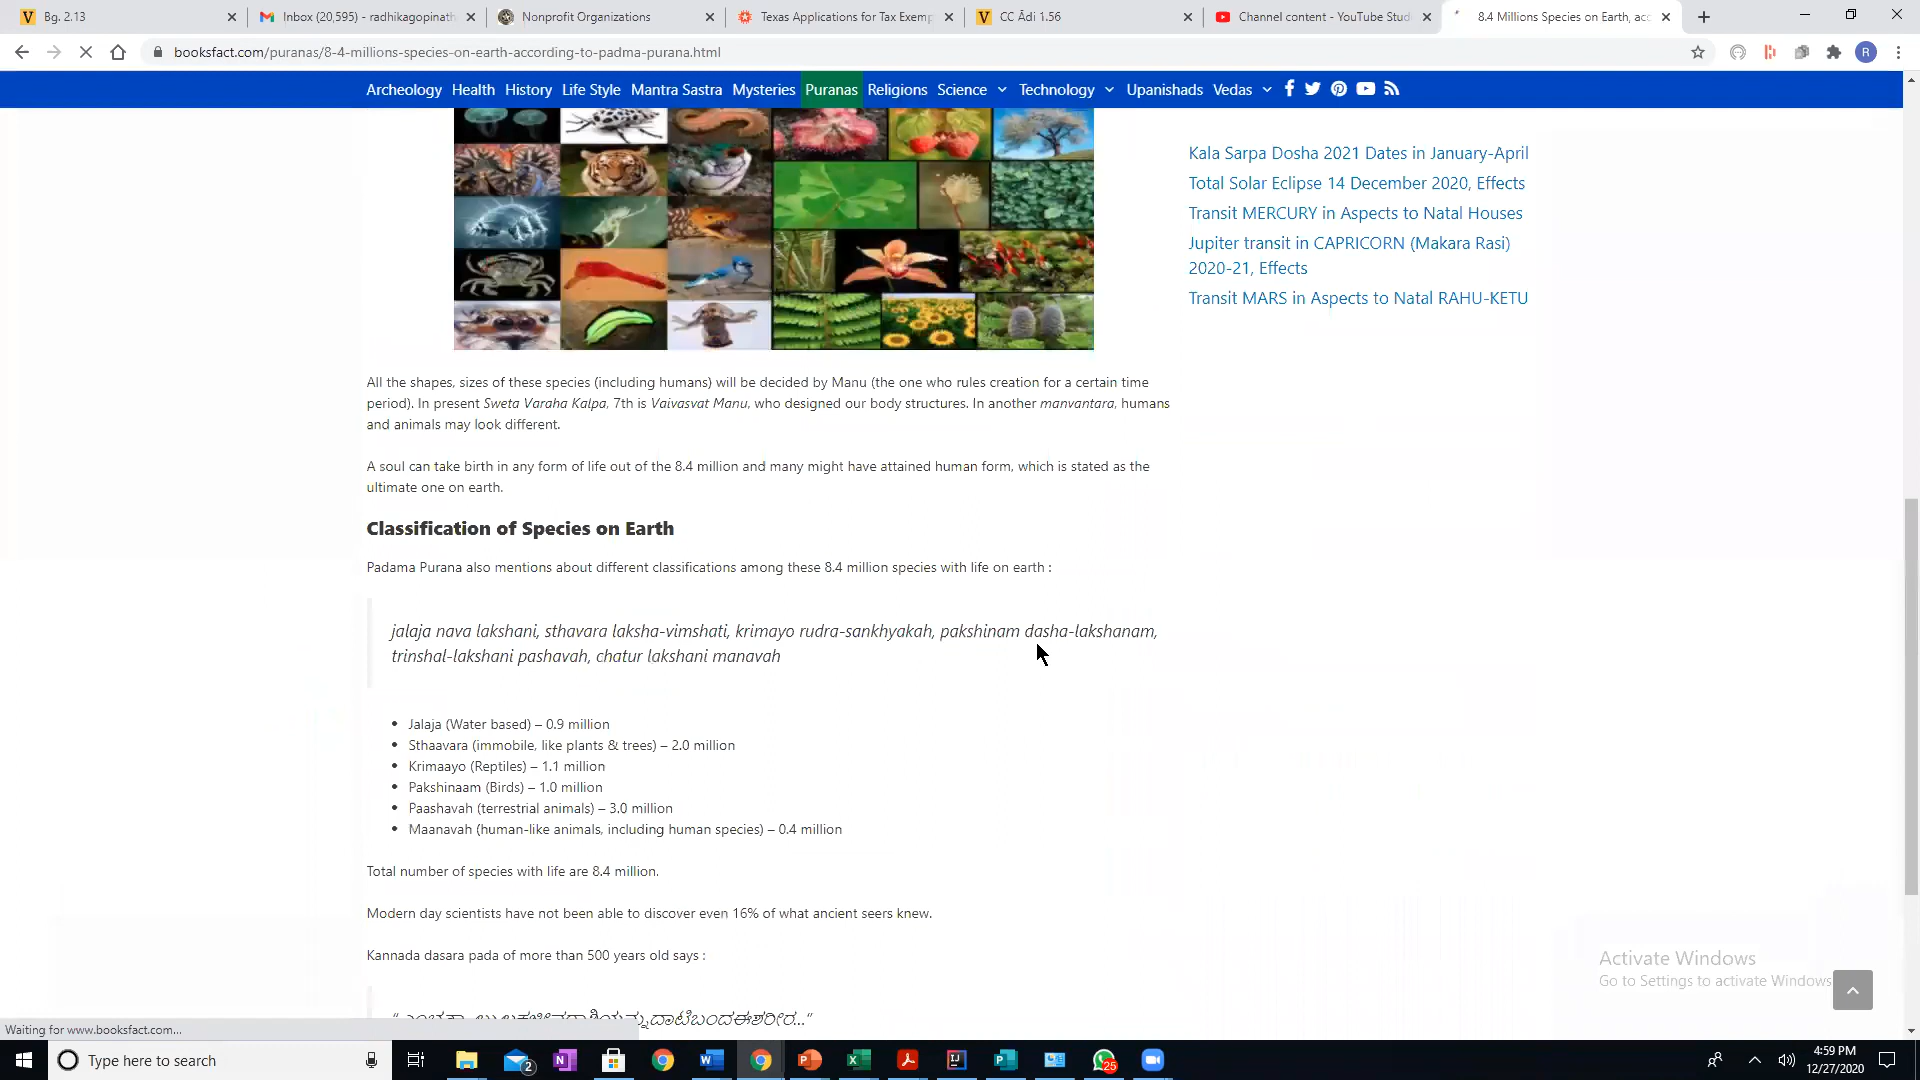 Bg. 2.13
Inbox (20,595) - radhikagopinath
Nonprofit Organizations
Texas Applications for Tax Exemp
CC Ādi 1.56
Channel content - YouTube Stud
8.4 Millions Species on Earth, acc
booksfact.com/puranas/8-4-millions-species-on-earth-according-to-padma-purana.html
R
Archeology Health History Life Style Mantra Sastra Mysteries Puranas Religions Science Technology Upanishads Vedas
Kala Sarpa Dosha 2021 Dates in January-April
Total Solar Eclipse 14 December 2020, Effects
Transit MERCURY in Aspects to Natal Houses
Jupiter transit in CAPRICORN (Makara Rasi)
2020-21, Effects
Transit MARS in Aspects to Natal RAHU-KETU
All the shapes, sizes of these species (including humans) will be decided by Manu (the one who rules creation for a certain time
period). In present Sweta Varaha Kalpa, 7th is Vaivasvat Manu, who designed our body structures. In another manvantara, humans
and animals may look different.
A soul can take birth in any form of life out of the 8.4 million and many might have attained human form, which is stated as the
ultimate one on earth.
Classification of Species on Earth
Padama Purana also mentions about different classifications among these 8.4 million species with life on earth :
jalaja nava lakshani, sthavara laksha-vimshati, krimayo rudra-sankhyakah, pakshinam dasha-lakshanam,
trinshal-lakshani pashavah, chatur lakshani manavah
• Jalaja (Water based) – 0.9 million
• Sthaavara (immobile, like plants & trees) – 2.0 million
• Krimaayo (Reptiles) – 1.1 million
• Pakshinaam (Birds) – 1.0 million
• Paashavah (terrestrial animals) – 3.0 million
• Maanavah (human-like animals, including human species) – 0.4 million
Total number of species with life are 8.4 million.
Modern day scientists have not been able to discover even 16% of what ancient seers knew.
Kannada dasara pada of more than 500 years old says :
Activate Windows
Go to Settings to activate Windows
Waiting for www.booksfact.com...
Type here to search
2
25
4:59 PM
12/27/2020